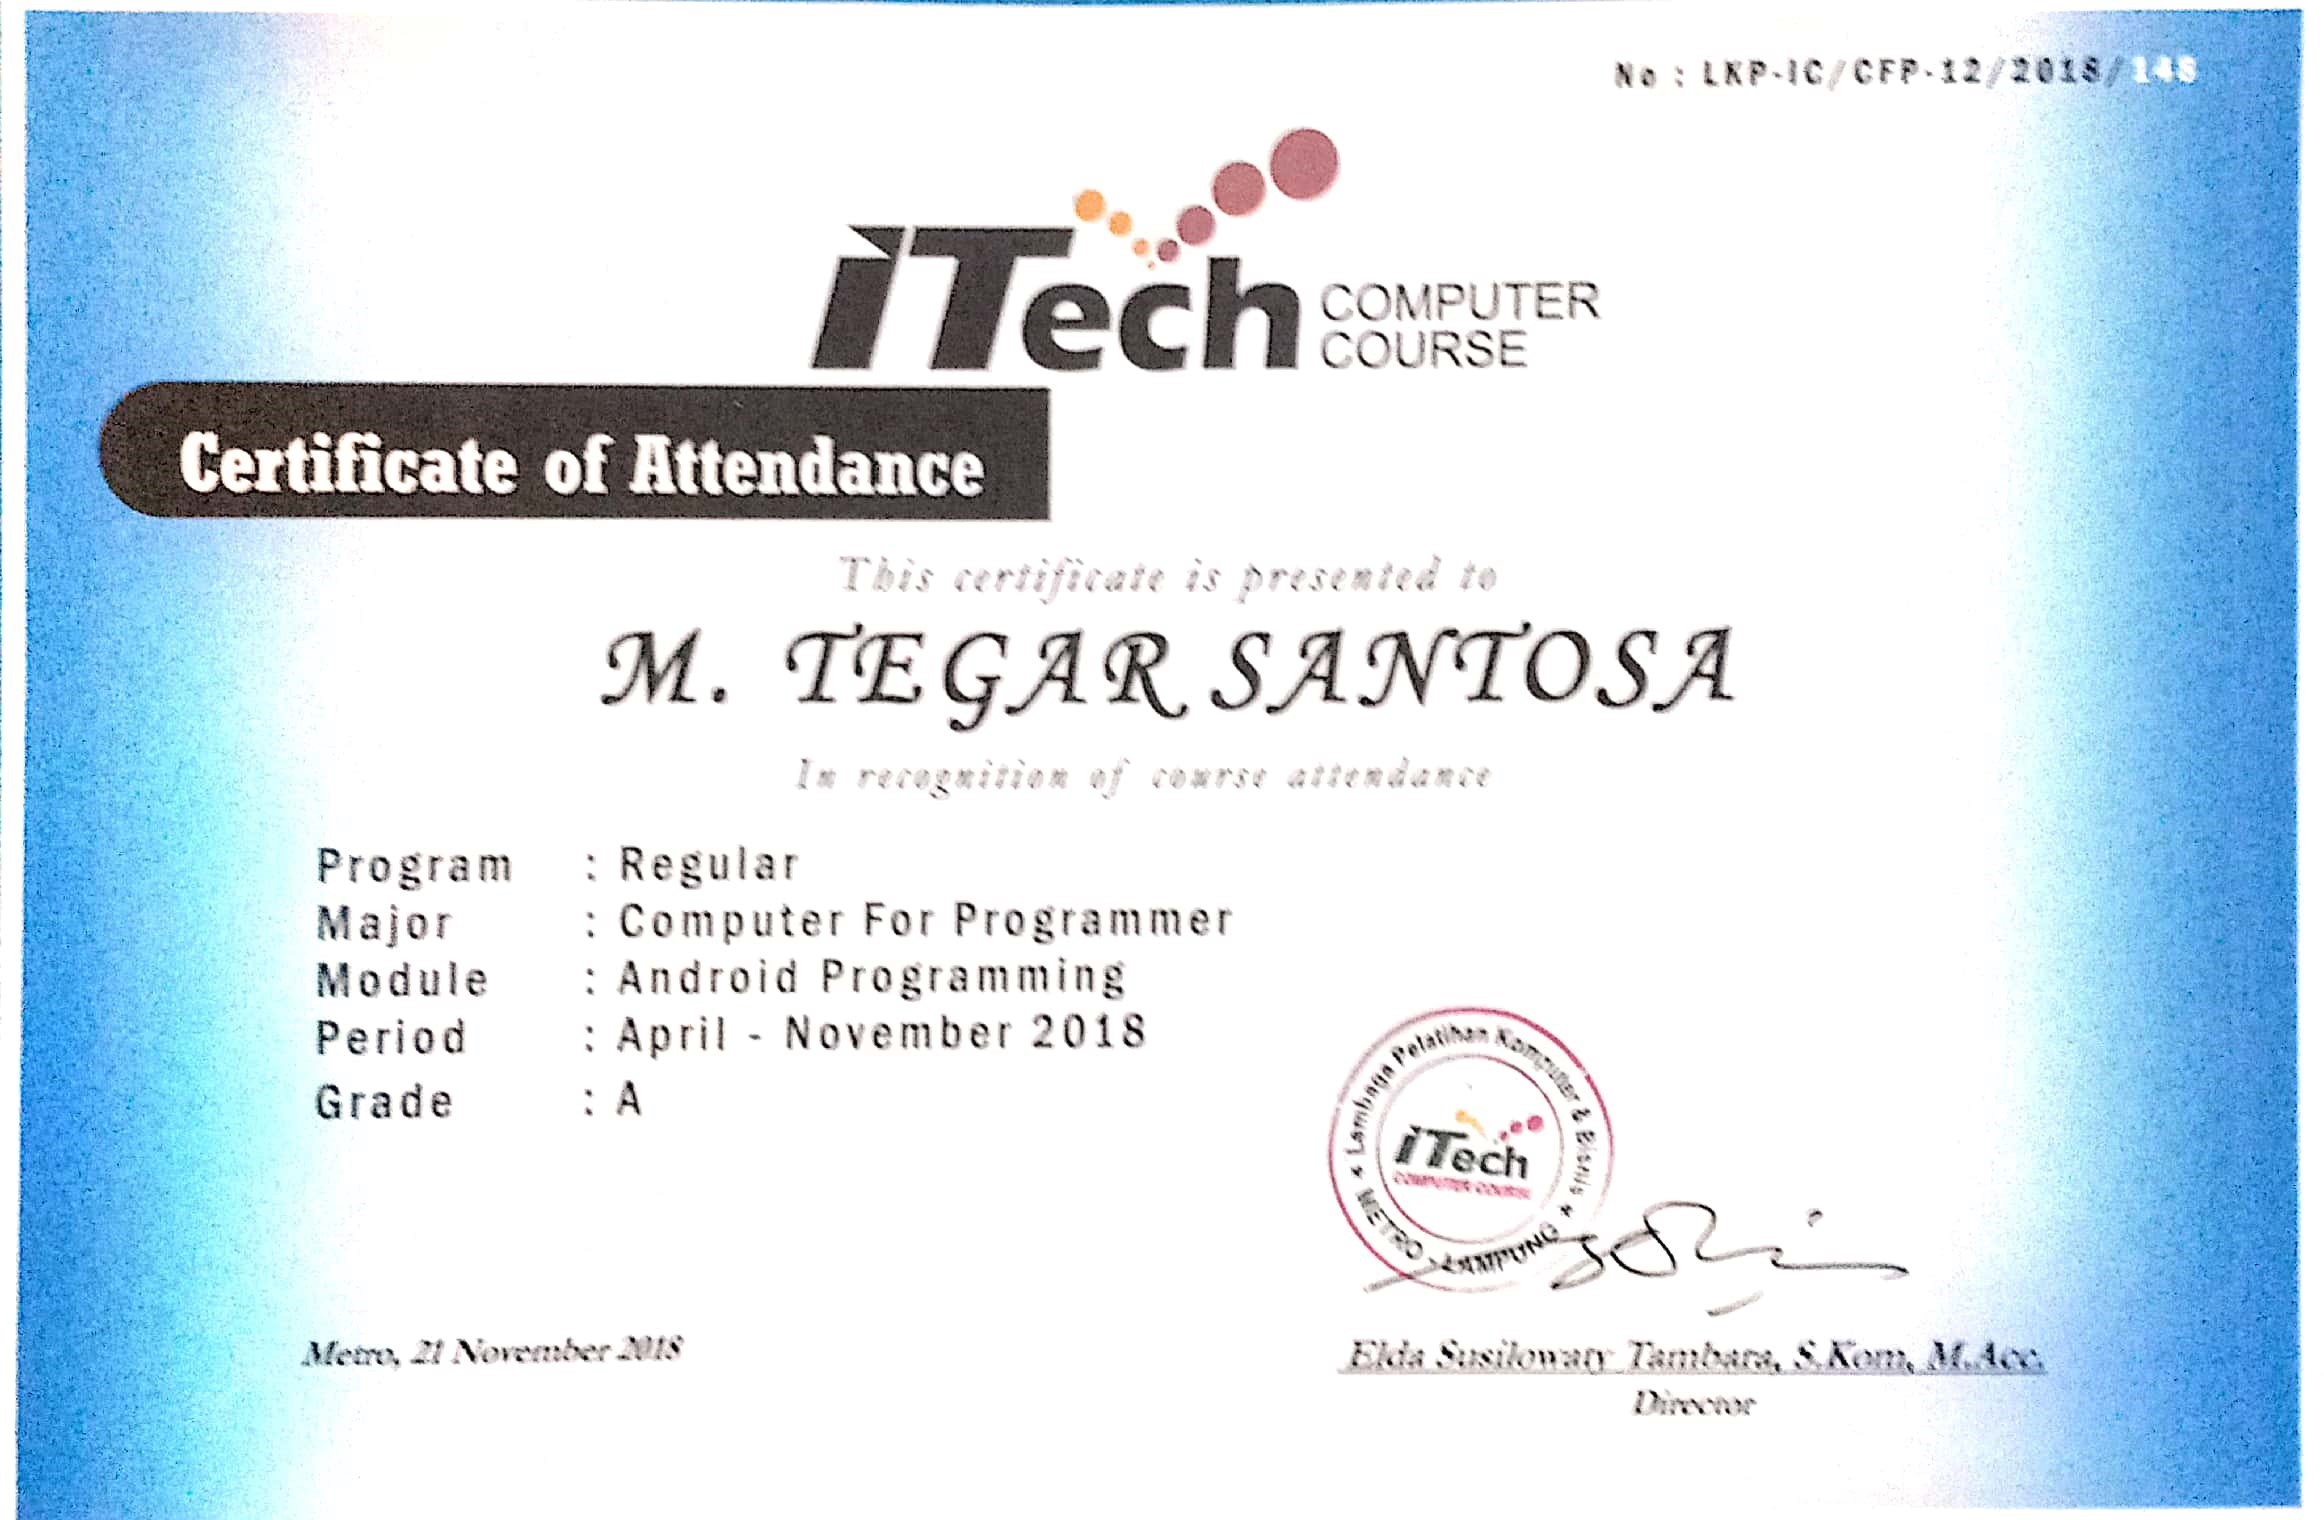 No : LKP-IC/CFP-12/2018/148
iTech COMPUTER
COURSE
Certificate of Attendance
This certificate is presented to
M. TEGAR SANTOSA
In recognition of course attendance
Program : Regular
Major : Computer For Programmer
Module : Android Programming
Period : April - November 2018
Grade : A
Lembaga Pelatihan Komputer & Bisnis
iTech
COMPUTER COURSE
METRO - LAMPUNG
Metro, 21 November 2018
Elda Susilowaty Tambara, S.Kom, M.Acc.
Director